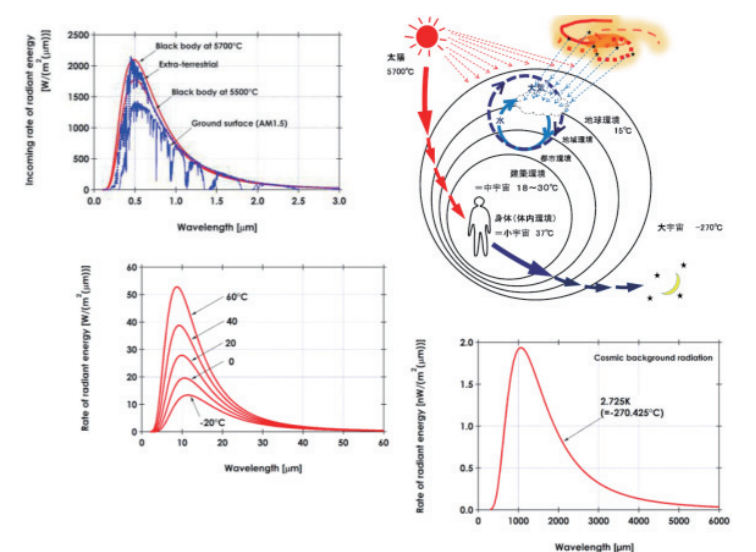 Incoming rate of radiant energy
[W/(m²(μm))]
2500
2000
1500
1000
500
0
0.0 0.5 1.0 1.5 2.0 2.5 3.0
Wavelength [μm]
Black body at 5700°C
Extra-terrestrial
Black body at 5500°C
Ground surface (AM1.5)
太陽
5700℃
大気
水
地球環境
15℃
地域環境
都市環境
建築環境
=中宇宙 18~30℃
身体(体内環境)
=小宇宙 37℃
大宇宙 -270℃
Rate of radiant energy [W/(m²(μm))]
60
50
40
30
20
10
0
0 10 20 30 40 50 60
Wavelength [μm]
60°C
40
20
0
-20°C
Rate of radiant energy [nW/(m²(μm))]
2.0
1.5
1.0
0.5
0.0
0 1000 2000 3000 4000 5000 6000
Wavelength [μm]
Cosmic background radiation
2.725K
(=-270.425°C)